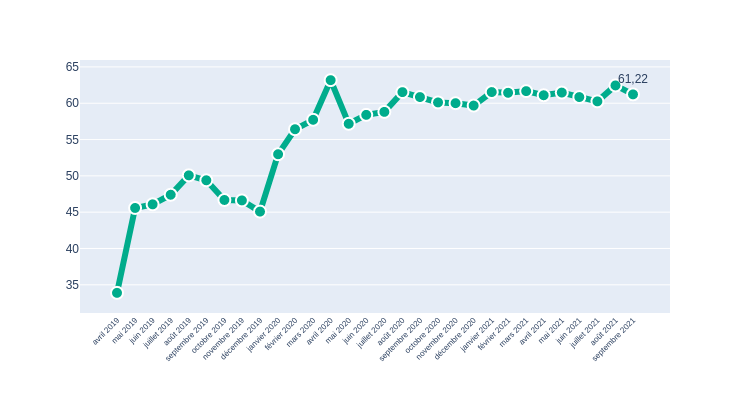 65
60
55
50
45
40
35
61,22
avril 2019
mai 2019
juin 2019
juillet 2019
août 2019
septembre 2019
octobre 2019
novembre 2019
décembre 2019
janvier 2020
février 2020
mars 2020
avril 2020
mai 2020
juin 2020
juillet 2020
août 2020
septembre 2020
octobre 2020
novembre 2020
décembre 2020
janvier 2021
février 2021
mars 2021
avril 2021
mai 2021
juin 2021
juillet 2021
août 2021
septembre 2021